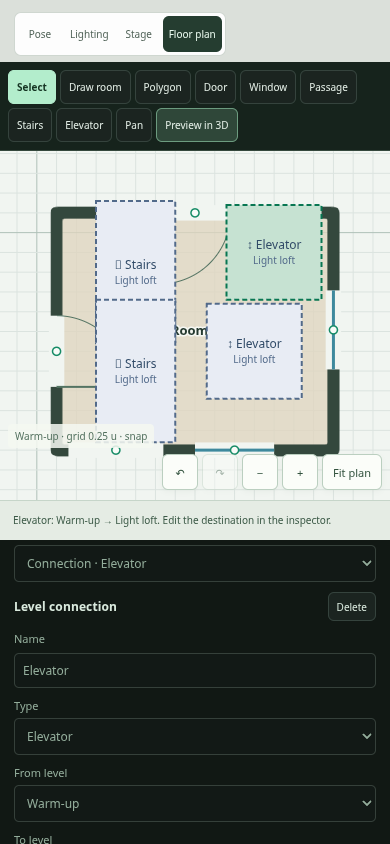 Pose Lighting Stage Floor plan
Select Draw room Polygon Door Window Passage
Stairs Elevator Pan Preview in 3D
↕ Elevator
Light loft
Stairs
Light loft
Room
↕ Elevator
Light loft
Stairs
Light loft
Warm-up · grid 0.25 u · snap
↶ ↷ − + Fit plan
Elevator: Warm-up → Light loft. Edit the destination in the inspector.
Connection · Elevator
Level connection Delete
Name
Elevator
Type
Elevator
From level
Warm-up
To level